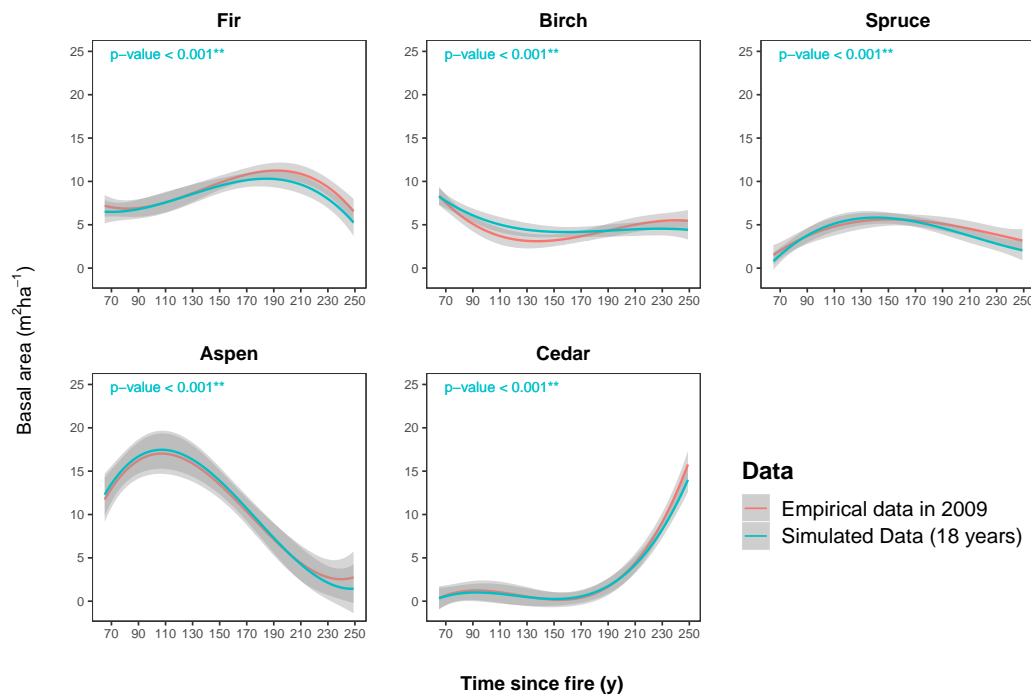 Fir
Birch
Spruce
p−value < 0.001**
p−value < 0.001**
p−value < 0.001**
25
20
15
10
5
0
25
20
15
10
5
0
25
20
15
10
5
0
70 90 110 130 150 170 190 210 230 250
70 90 110 130 150 170 190 210 230 250
70 90 110 130 150 170 190 210 230 250
Basal area (m²ha⁻¹)
Aspen
Cedar
p−value < 0.001**
p−value < 0.001**
25
20
15
10
5
0
25
20
15
10
5
0
70 90 110 130 150 170 190 210 230 250
70 90 110 130 150 170 190 210 230 250
Data
Empirical data in 2009
Simulated Data (18 years)
Time since fire (y)